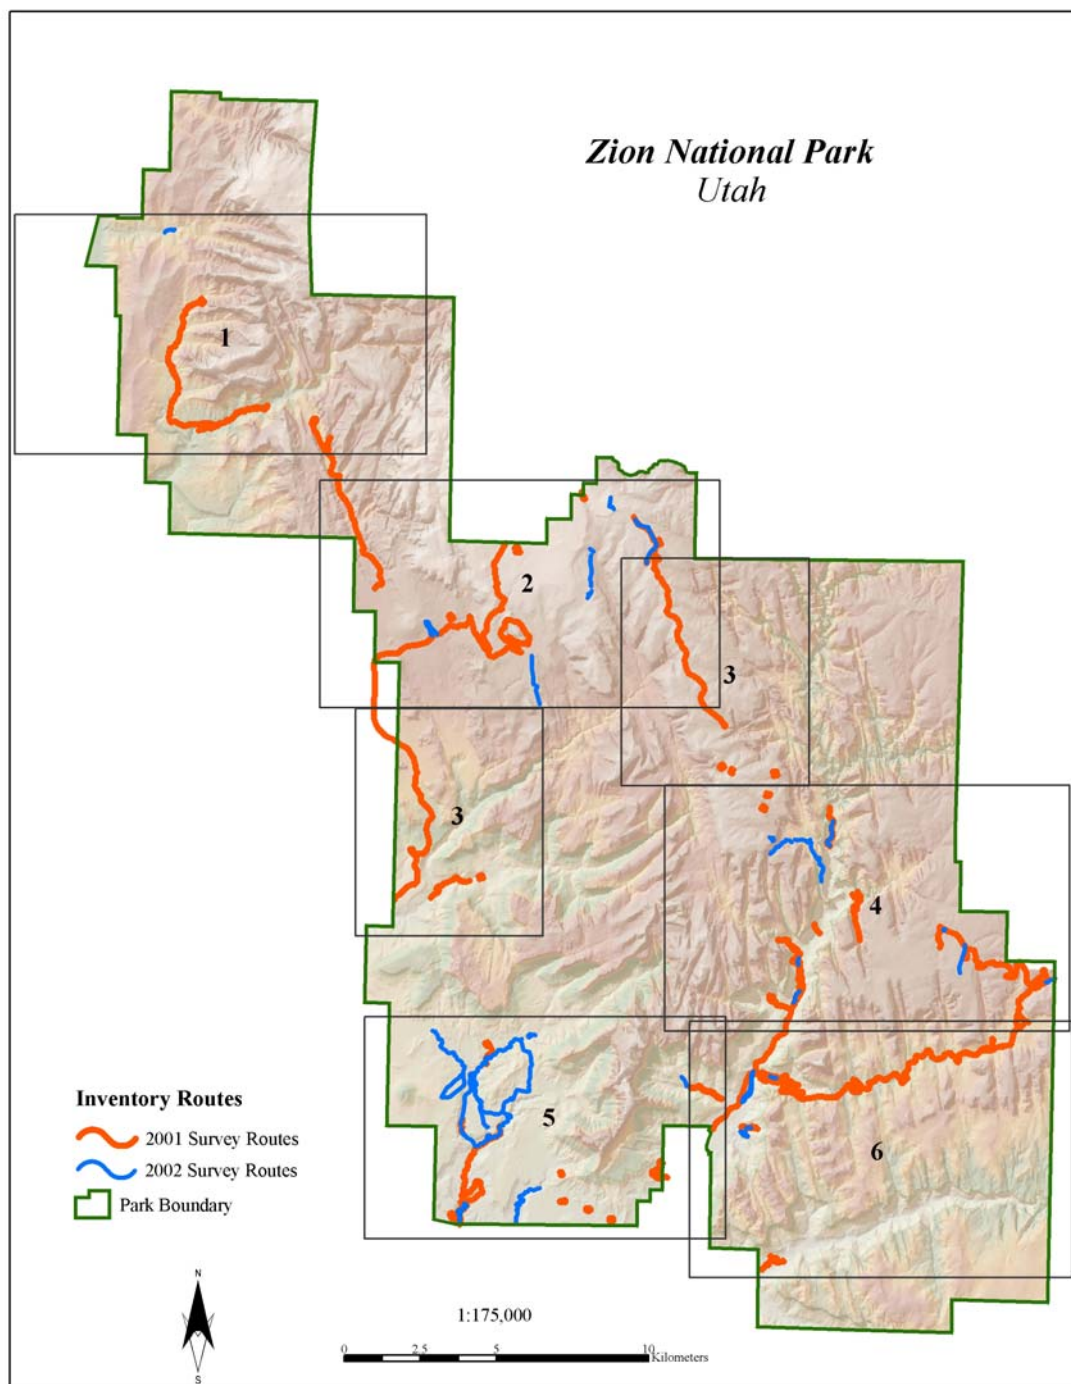 Zion National Park
Utah
1
2
3
3
4
5
6
Inventory Routes
2001 Survey Routes
2002 Survey Routes
Park Boundary
N
S
1:175,000
0 2.5 5 10
Kilometers